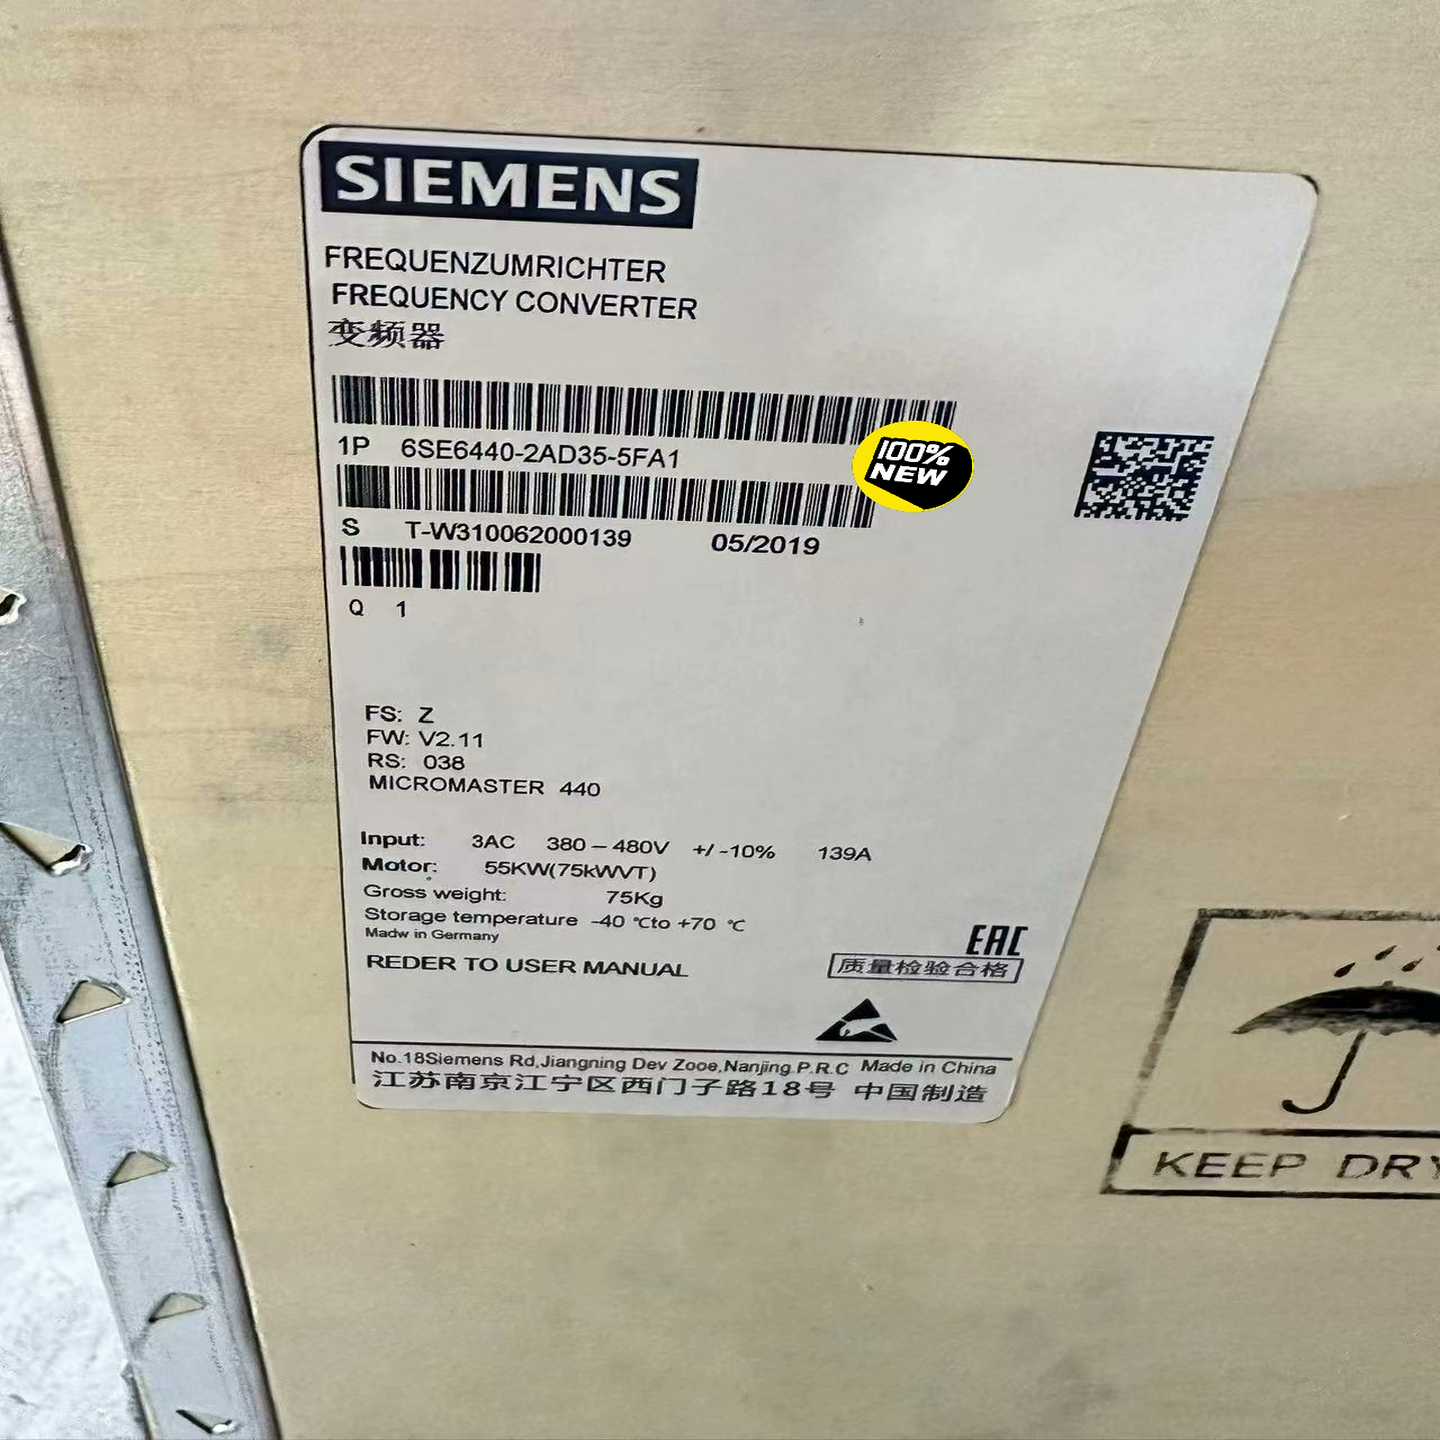 SIEMENS
FREQUENZUMRICHTER
FREQUENCY CONVERTER
变频器
1P 6SE6440-2AD35-5FA1
100%
NEW
S T-W310062000139 05/2019
Q 1
FS: Z
FW: V2.11
RS: 038
MICROMASTER 440
Input: 3AC 380 – 480V +/ -10% 139A
Motor: 55KW(75kWVT)
Gross weight: 75Kg
Storage temperature -40 ℃to +70 ℃
Madw in Germany
REDER TO USER MANUAL
EAC
质量检验合格
No.18Siemens Rd,Jiangning Dev Zooe,Nanjing.P.R.C Made in China
江苏南京江宁区西门子路18号 中国制造
KEEP DRY